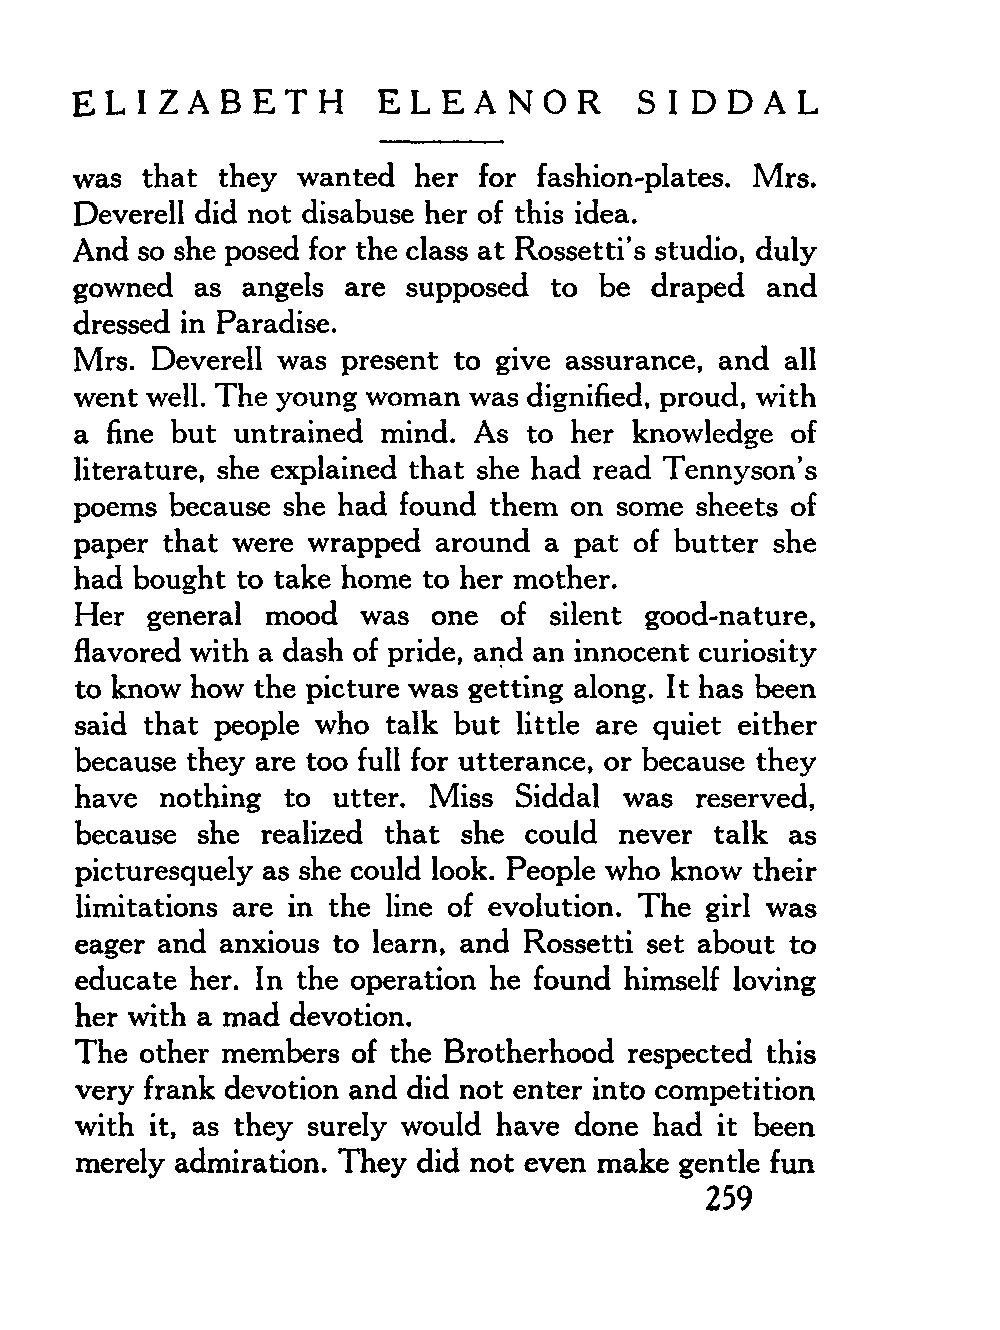 ELIZABETH ELEANOR SIDDAL
was that they wanted her for fashion-plates. Mrs.
Deverell did not disabuse her of this idea.
And so she posed for the class at Rossetti's studio, duly
gowned as angels are supposed to be draped and
dressed in Paradise.
Mrs. Deverell was present to give assurance, and all
went well. The young woman was dignified, proud, with
a fine but untrained mind. As to her knowledge of
literature, she explained that she had read Tennyson's
poems because she had found them on some sheets of
paper that were wrapped around a pat of butter she
had bought to take home to her mother.
Her general mood was one of silent good-nature,
flavored with a dash of pride, and an innocent curiosity
to know how the picture was getting along. It has been
said that people who talk but little are quiet either
because they are too full for utterance, or because they
have nothing to utter. Miss Siddal was reserved,
because she realized that she could never talk as
picturesquely as she could look. People who know their
limitations are in the line of evolution. The girl was
eager and anxious to learn, and Rossetti set about to
educate her. In the operation he found himself loving
her with a mad devotion.
The other members of the Brotherhood respected this
very frank devotion and did not enter into competition
with it, as they surely would have done had it been
merely admiration. They did not even make gentle fun
259